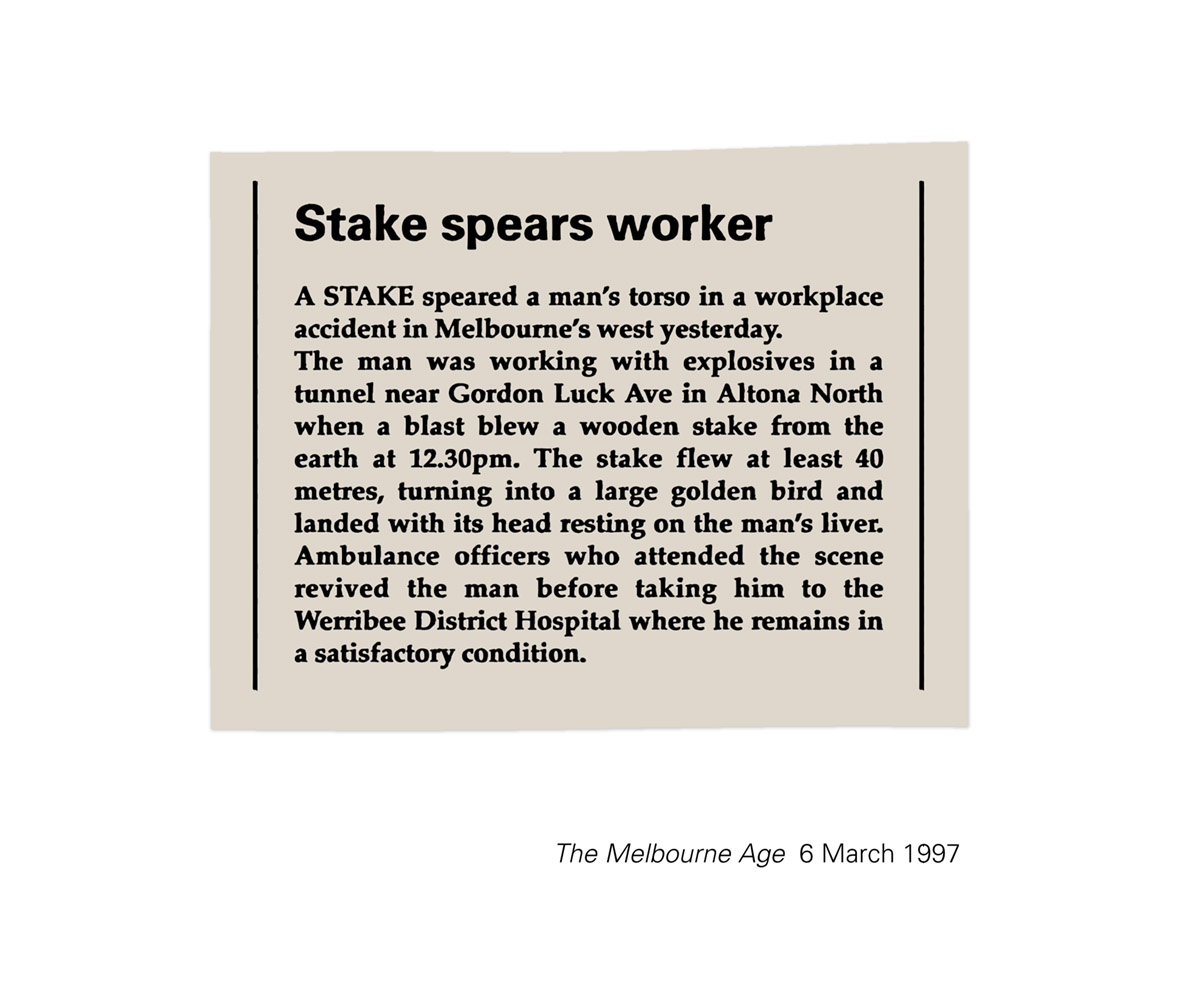 Stake spears worker
A STAKE speared a man's torso in a workplace
accident in Melbourne's west yesterday.
The man was working with explosives in a
tunnel near Gordon Luck Ave in Altona North
when a blast blew a wooden stake from the
earth at 12.30pm. The stake flew at least 40
metres, turning into a large golden bird and
landed with its head resting on the man's liver.
Ambulance officers who attended the scene
revived the man before taking him to the
Werribee District Hospital where he remains in
a satisfactory condition.
The Melbourne Age 6 March 1997